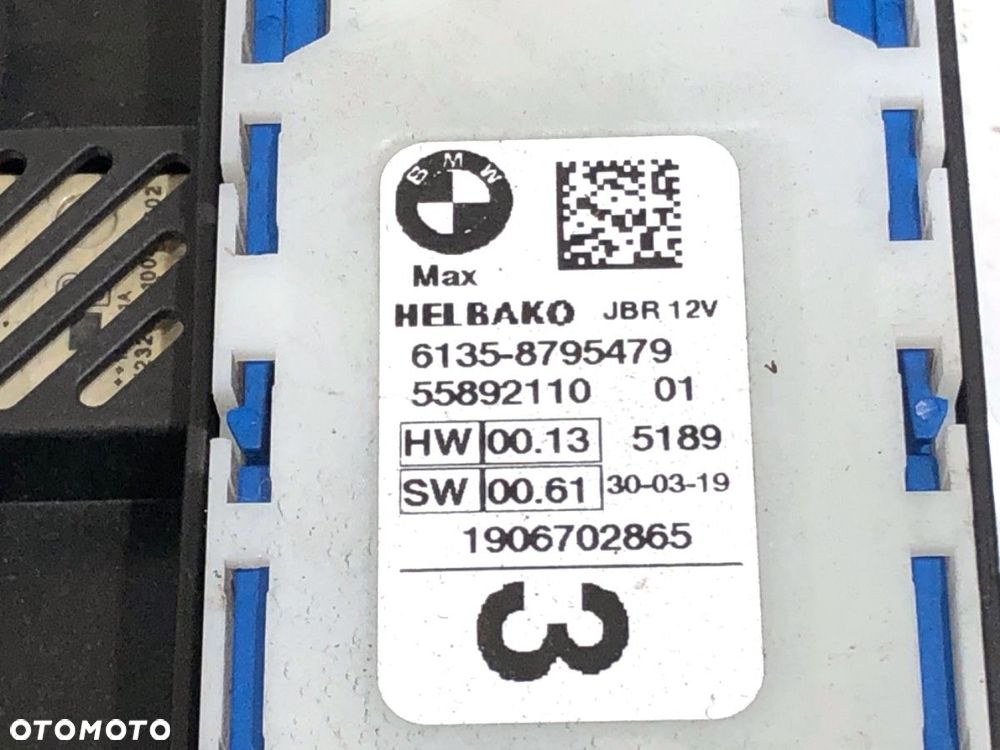 BMW
Max
HELBAKO JBR 12V
6135-8795479
55892110 01
HW 00.13 5189
SW 00.61 30-03-19
1906702865
3
OTOMOTO